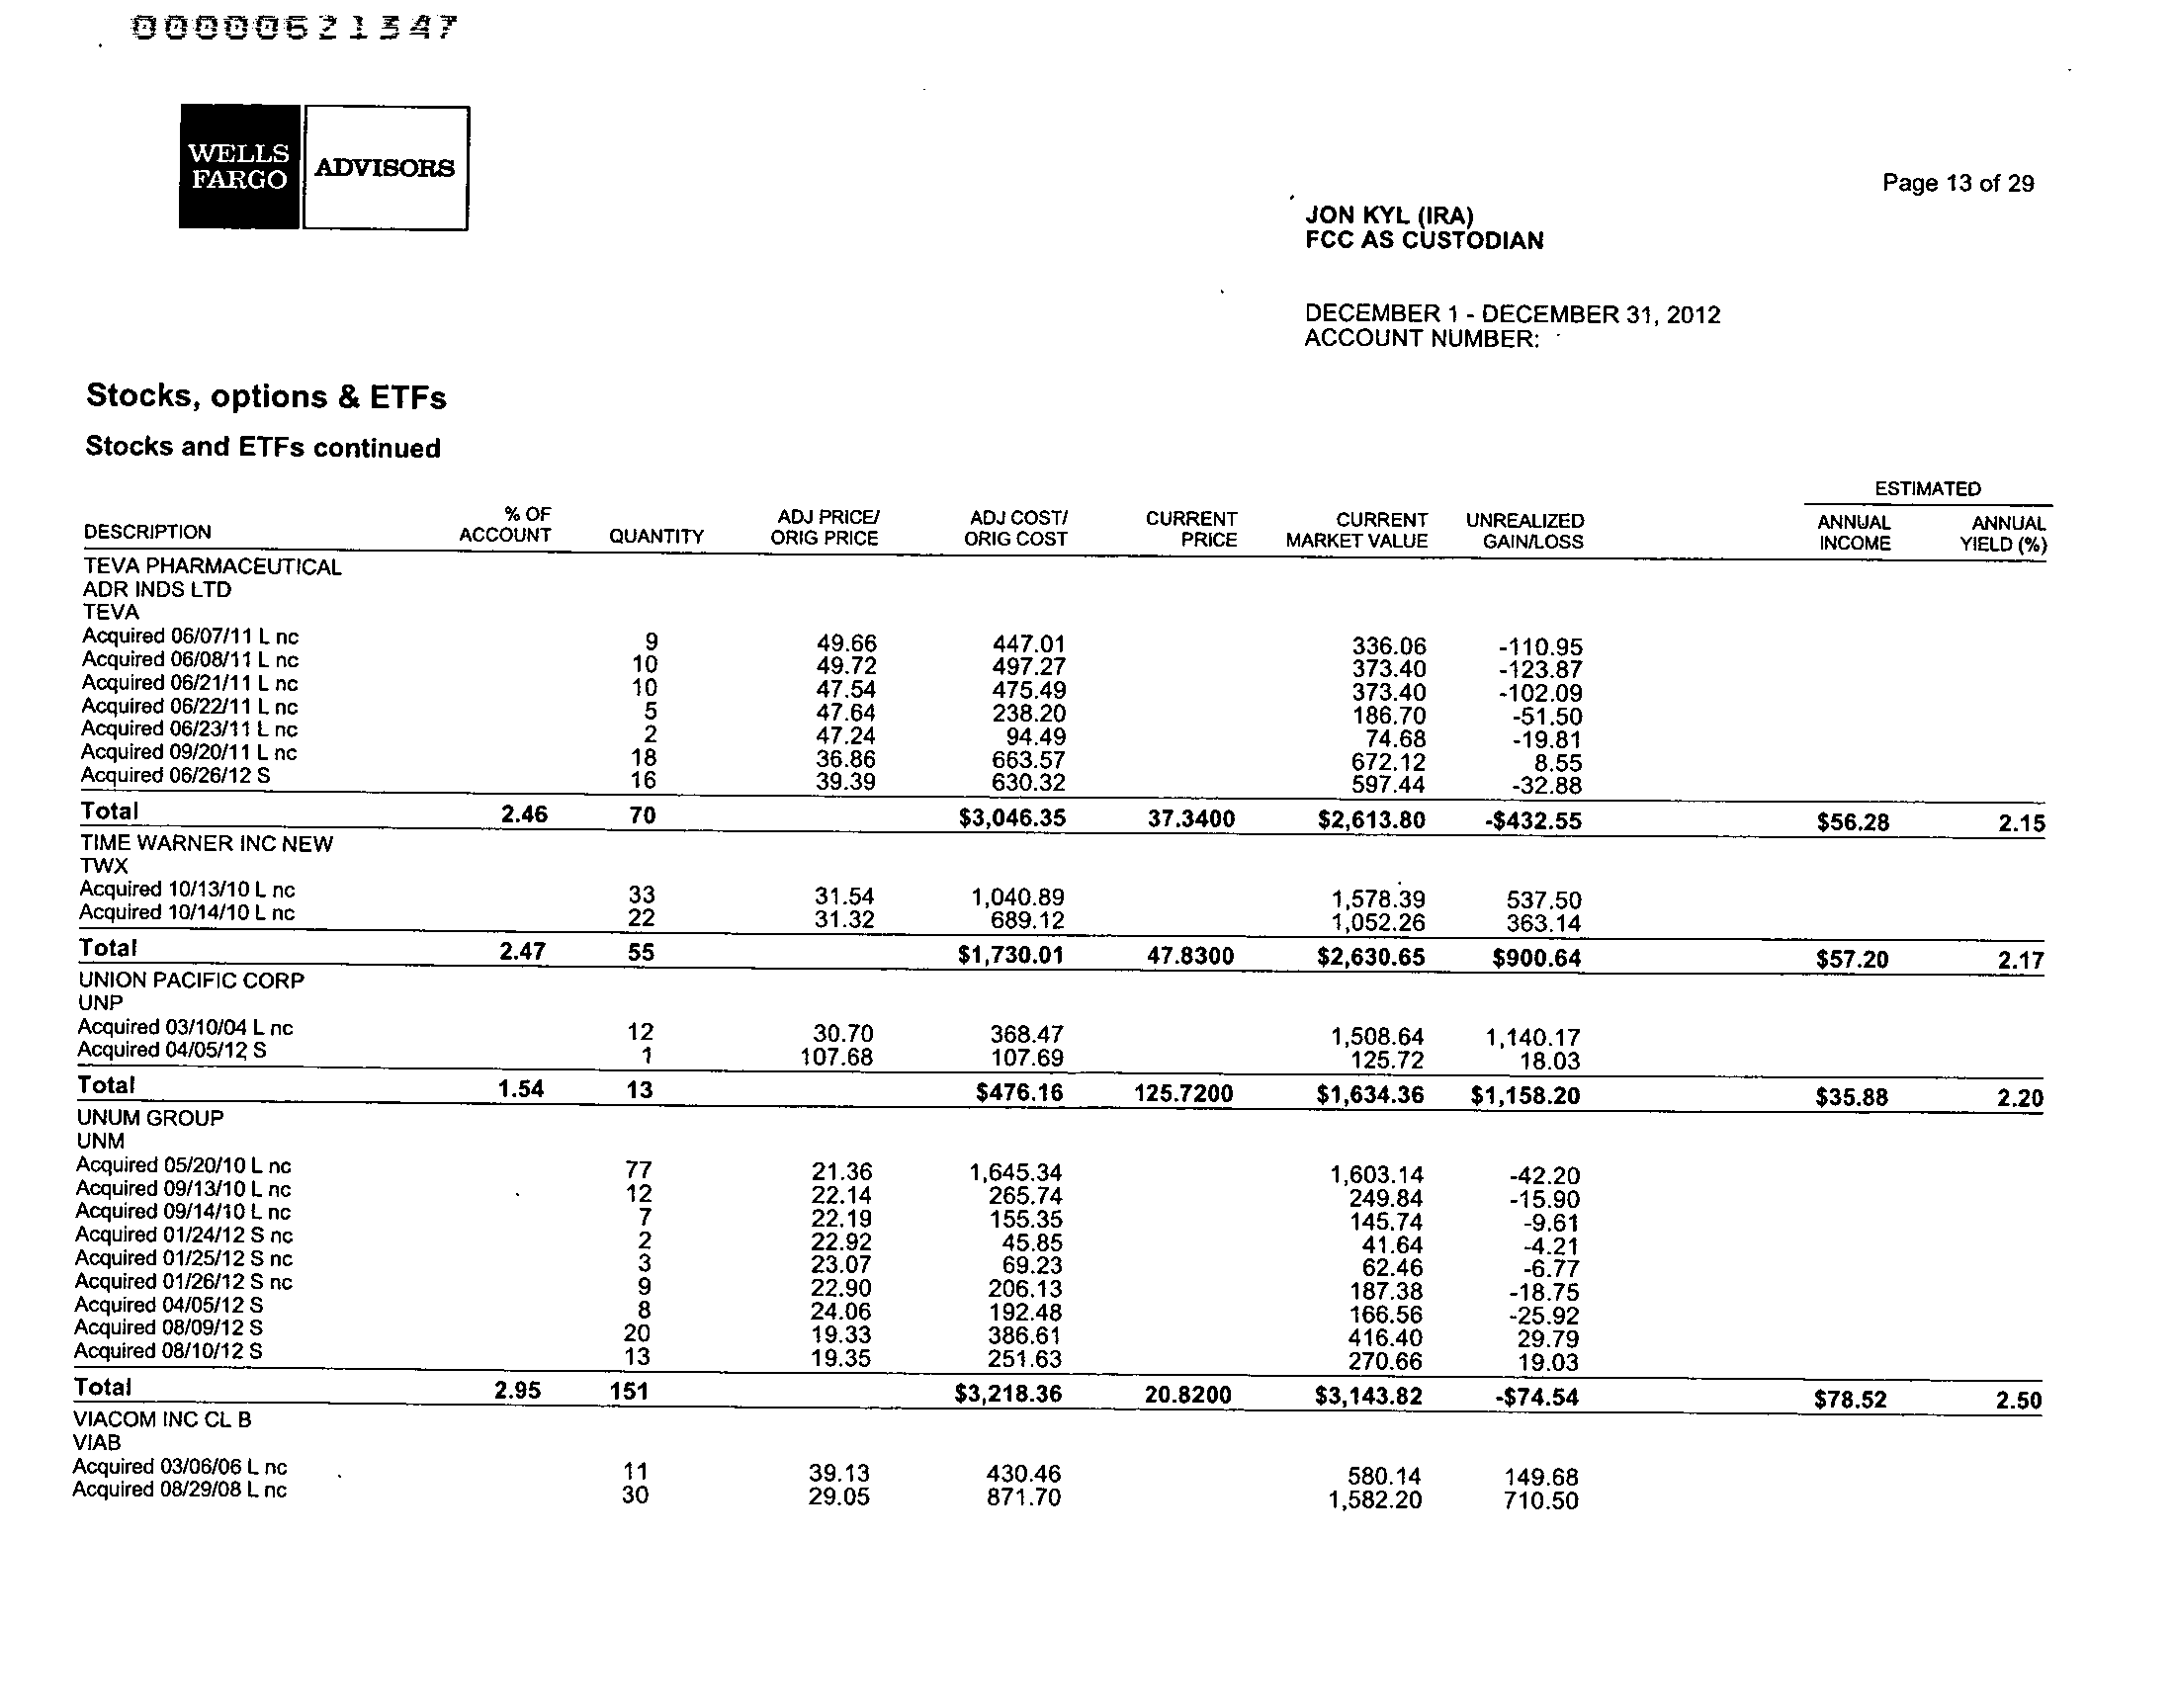 00000621347
WELLS FARGO ADVISORS
Page 13 of 29
JON KYL (IRA)
FCC AS CUSTODIAN
DECEMBER 1 - DECEMBER 31, 2012
ACCOUNT NUMBER:
Stocks, options & ETFs
Stocks and ETFs continued
ESTIMATED
% OF ADJ PRICE/ ADJ COST/ CURRENT CURRENT UNREALIZED ANNUAL ANNUAL
DESCRIPTION ACCOUNT QUANTITY ORIG PRICE ORIG COST PRICE MARKET VALUE GAIN/LOSS INCOME YIELD (%)
TEVA PHARMACEUTICAL
ADR INDS LTD
TEVA
Acquired 06/07/11 L nc 9 49.66 447.01 336.06 -110.95
Acquired 06/08/11 L nc 10 49.72 497.27 373.40 -123.87
Acquired 06/21/11 L nc 10 47.54 475.49 373.40 -102.09
Acquired 06/22/11 L nc 5 47.64 238.20 186.70 -51.50
Acquired 06/23/11 L nc 2 47.24 94.49 74.68 -19.81
Acquired 09/20/11 L nc 18 36.86 663.57 672.12 8.55
Acquired 06/26/12 S 16 39.39 630.32 597.44 -32.88
Total 2.46 70 $3,046.35 37.3400 $2,613.80 -$432.55 $56.28 2.15
TIME WARNER INC NEW
TWX
Acquired 10/13/10 L nc 33 31.54 1,040.89 1,578.39 537.50
Acquired 10/14/10 L nc 22 31.32 689.12 1,052.26 363.14
Total 2.47 55 $1,730.01 47.8300 $2,630.65 $900.64 $57.20 2.17
UNION PACIFIC CORP
UNP
Acquired 03/10/04 L nc 12 30.70 368.47 1,508.64 1,140.17
Acquired 04/05/12 S 1 107.68 107.69 125.72 18.03
Total 1.54 13 $476.16 125.7200 $1,634.36 $1,158.20 $35.88 2.20
UNUM GROUP
UNM
Acquired 05/20/10 L nc 77 21.36 1,645.34 1,603.14 -42.20
Acquired 09/13/10 L nc 12 22.14 265.74 249.84 -15.90
Acquired 09/14/10 L nc 7 22.19 155.35 145.74 -9.61
Acquired 01/24/12 S nc 2 22.92 45.85 41.64 -4.21
Acquired 01/25/12 S nc 3 23.07 69.23 62.46 -6.77
Acquired 01/26/12 S nc 9 22.90 206.13 187.38 -18.75
Acquired 04/05/12 S 8 24.06 192.48 166.56 -25.92
Acquired 08/09/12 S 20 19.33 386.61 416.40 29.79
Acquired 08/10/12 S 13 19.35 251.63 270.66 19.03
Total 2.95 151 $3,218.36 20.8200 $3,143.82 -$74.54 $78.52 2.50
VIACOM INC CL B
VIAB
Acquired 03/06/06 L nc 11 39.13 430.46 580.14 149.68
Acquired 08/29/08 L nc 30 29.05 871.70 1,582.20 710.50